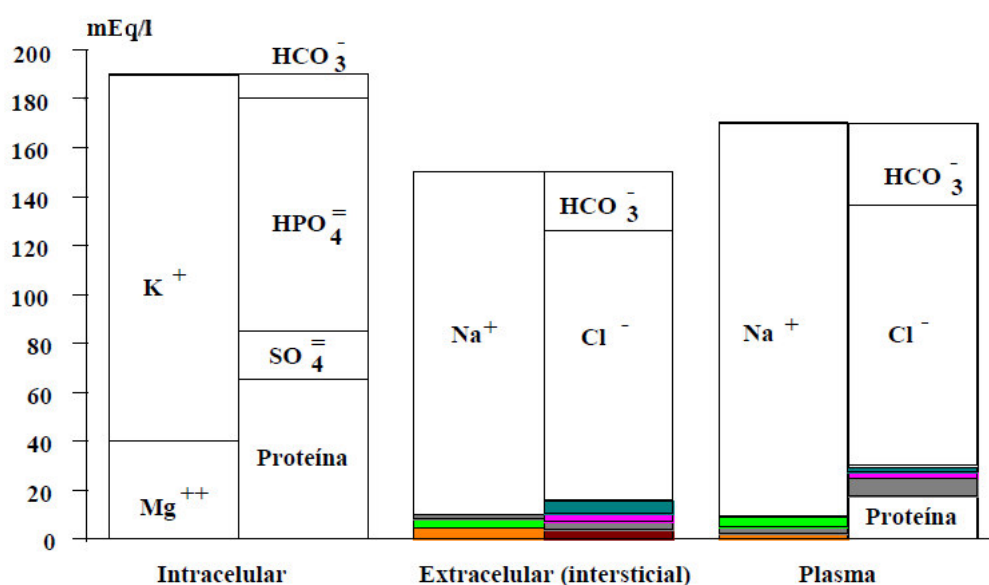 mEq/l
200
180
160
140
120
100
80
60
40
20
0
HCO3-
K+
HPO4=
SO4=
Mg++
Proteína
HCO3-
Na+
Cl-
HCO3-
Na+
Cl-
Proteína
Intracelular
Extracelular (intersticial)
Plasma